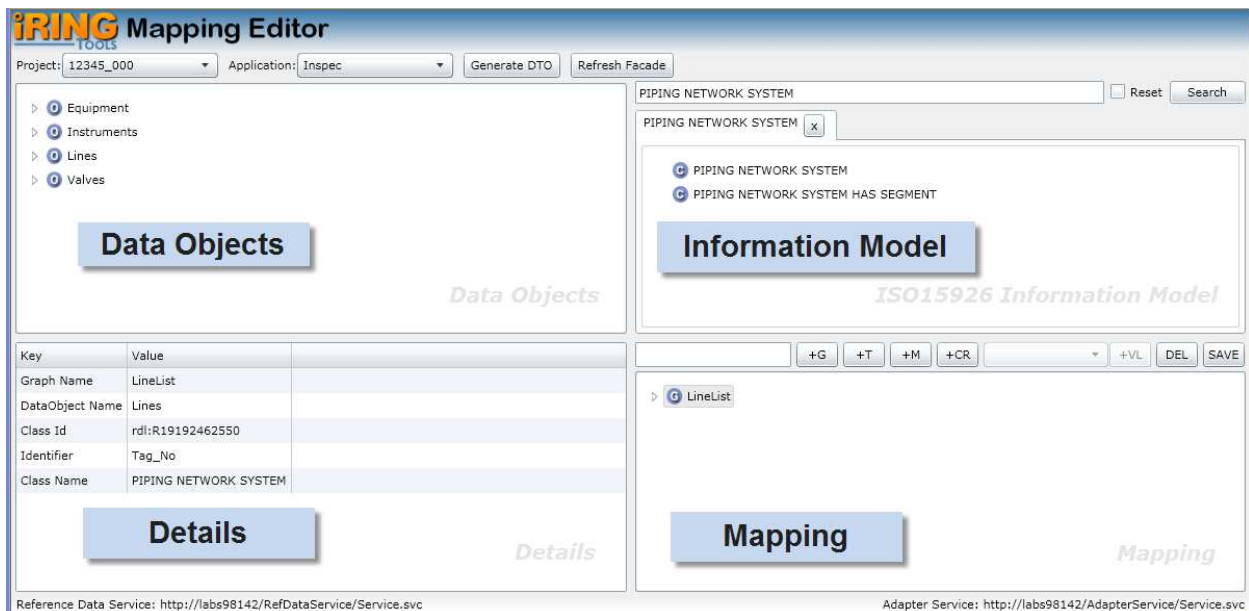 iRING TOOLS Mapping Editor
Project: 12345_000 Application: Inspec Generate DTO Refresh Facade
Equipment
Instruments
Lines
Valves
Data Objects
Data Objects
PIPING NETWORK SYSTEM Reset Search
PIPING NETWORK SYSTEM x
C PIPING NETWORK SYSTEM
C PIPING NETWORK SYSTEM HAS SEGMENT
Information Model
ISO15926 Information Model
Key Value
Graph Name LineList
DataObject Name Lines
Class Id rdl:R19192462550
Identifier Tag_No
Class Name PIPING NETWORK SYSTEM
Details
Details
+G +T +M +CR +VL DEL SAVE
G LineList
Mapping
Mapping
Reference Data Service: http://labs98142/RefDataService/Service.svc
Adapter Service: http://labs98142/AdapterService/Service.svc